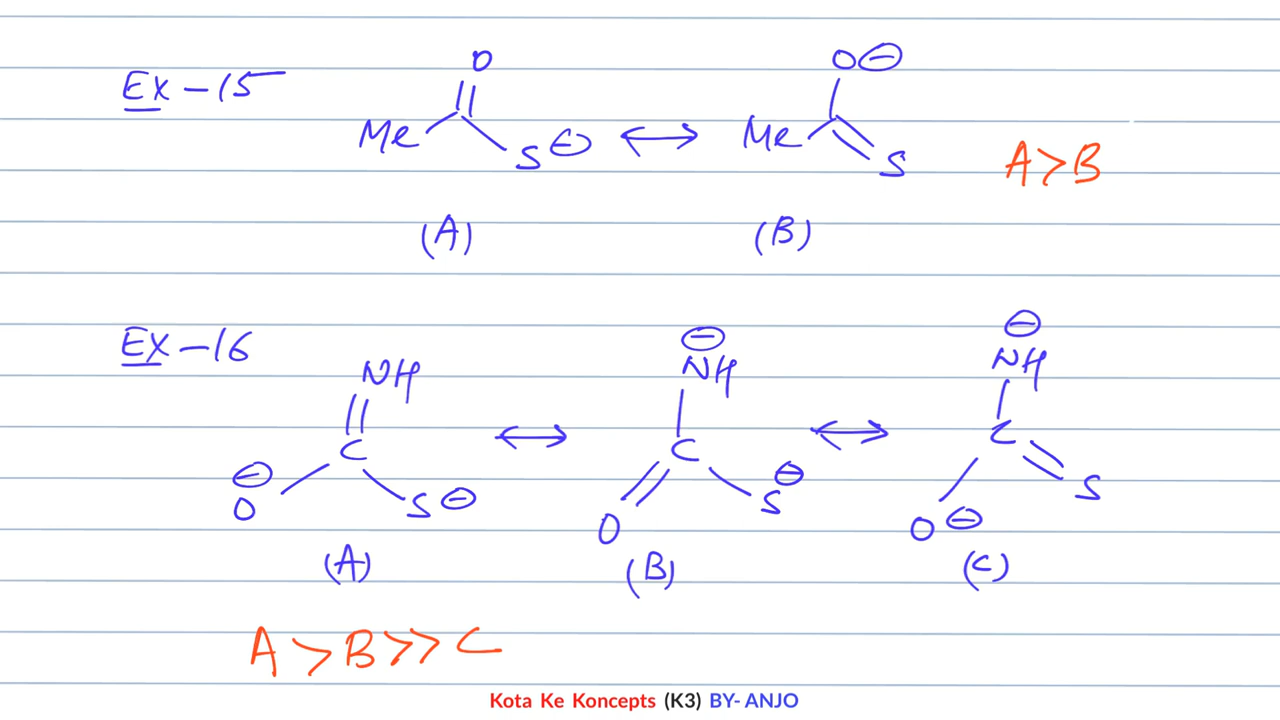 Ex - 15
O
Me
S ⊖
↔
O ⊖
Me
S
A > B
(A)
(B)
Ex - 16
NH
C
⊖
O
S ⊖
(A)
↔
⊖
NH
C
O
⊖
S
(B)
↔
⊖
NH
C
O ⊖
S
(C)
A > B >> C
Kota Ke Koncepts (K3) BY- ANJO